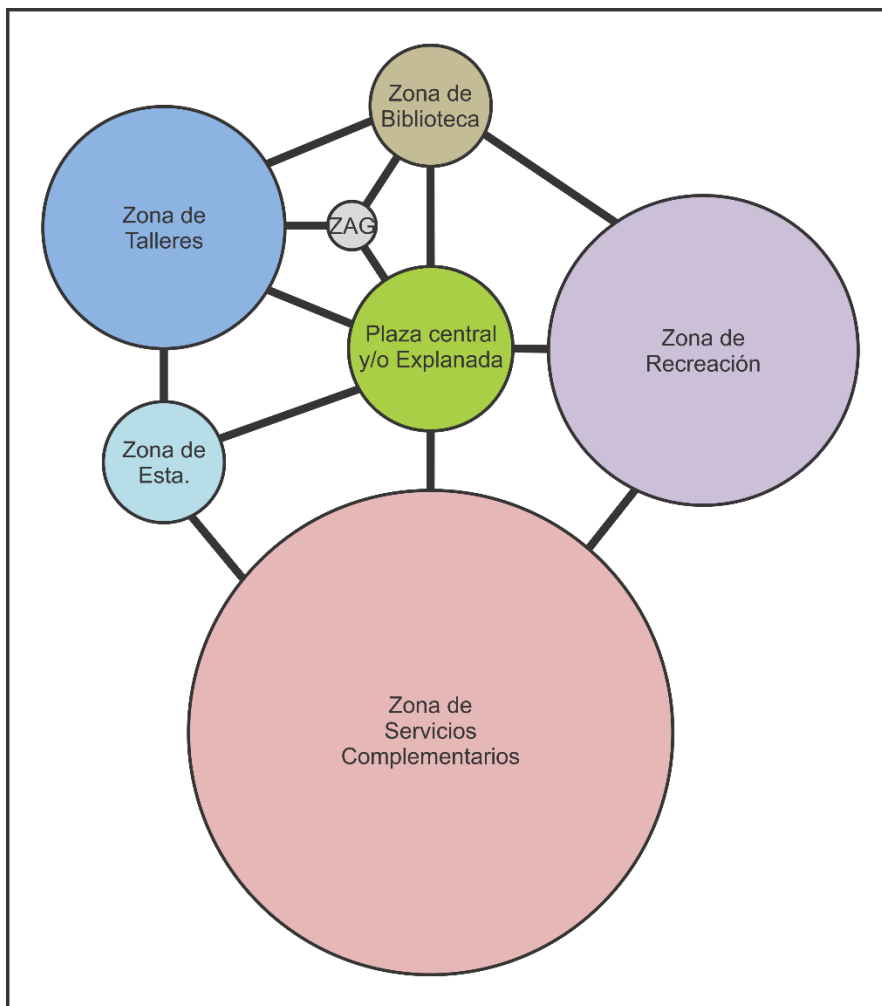 Zona de
Biblioteca
Zona de
Talleres
ZAG
Plaza central
y/o Explanada
Zona de
Recreación
Zona de
Esta.
Zona de
Servicios
Complementarios